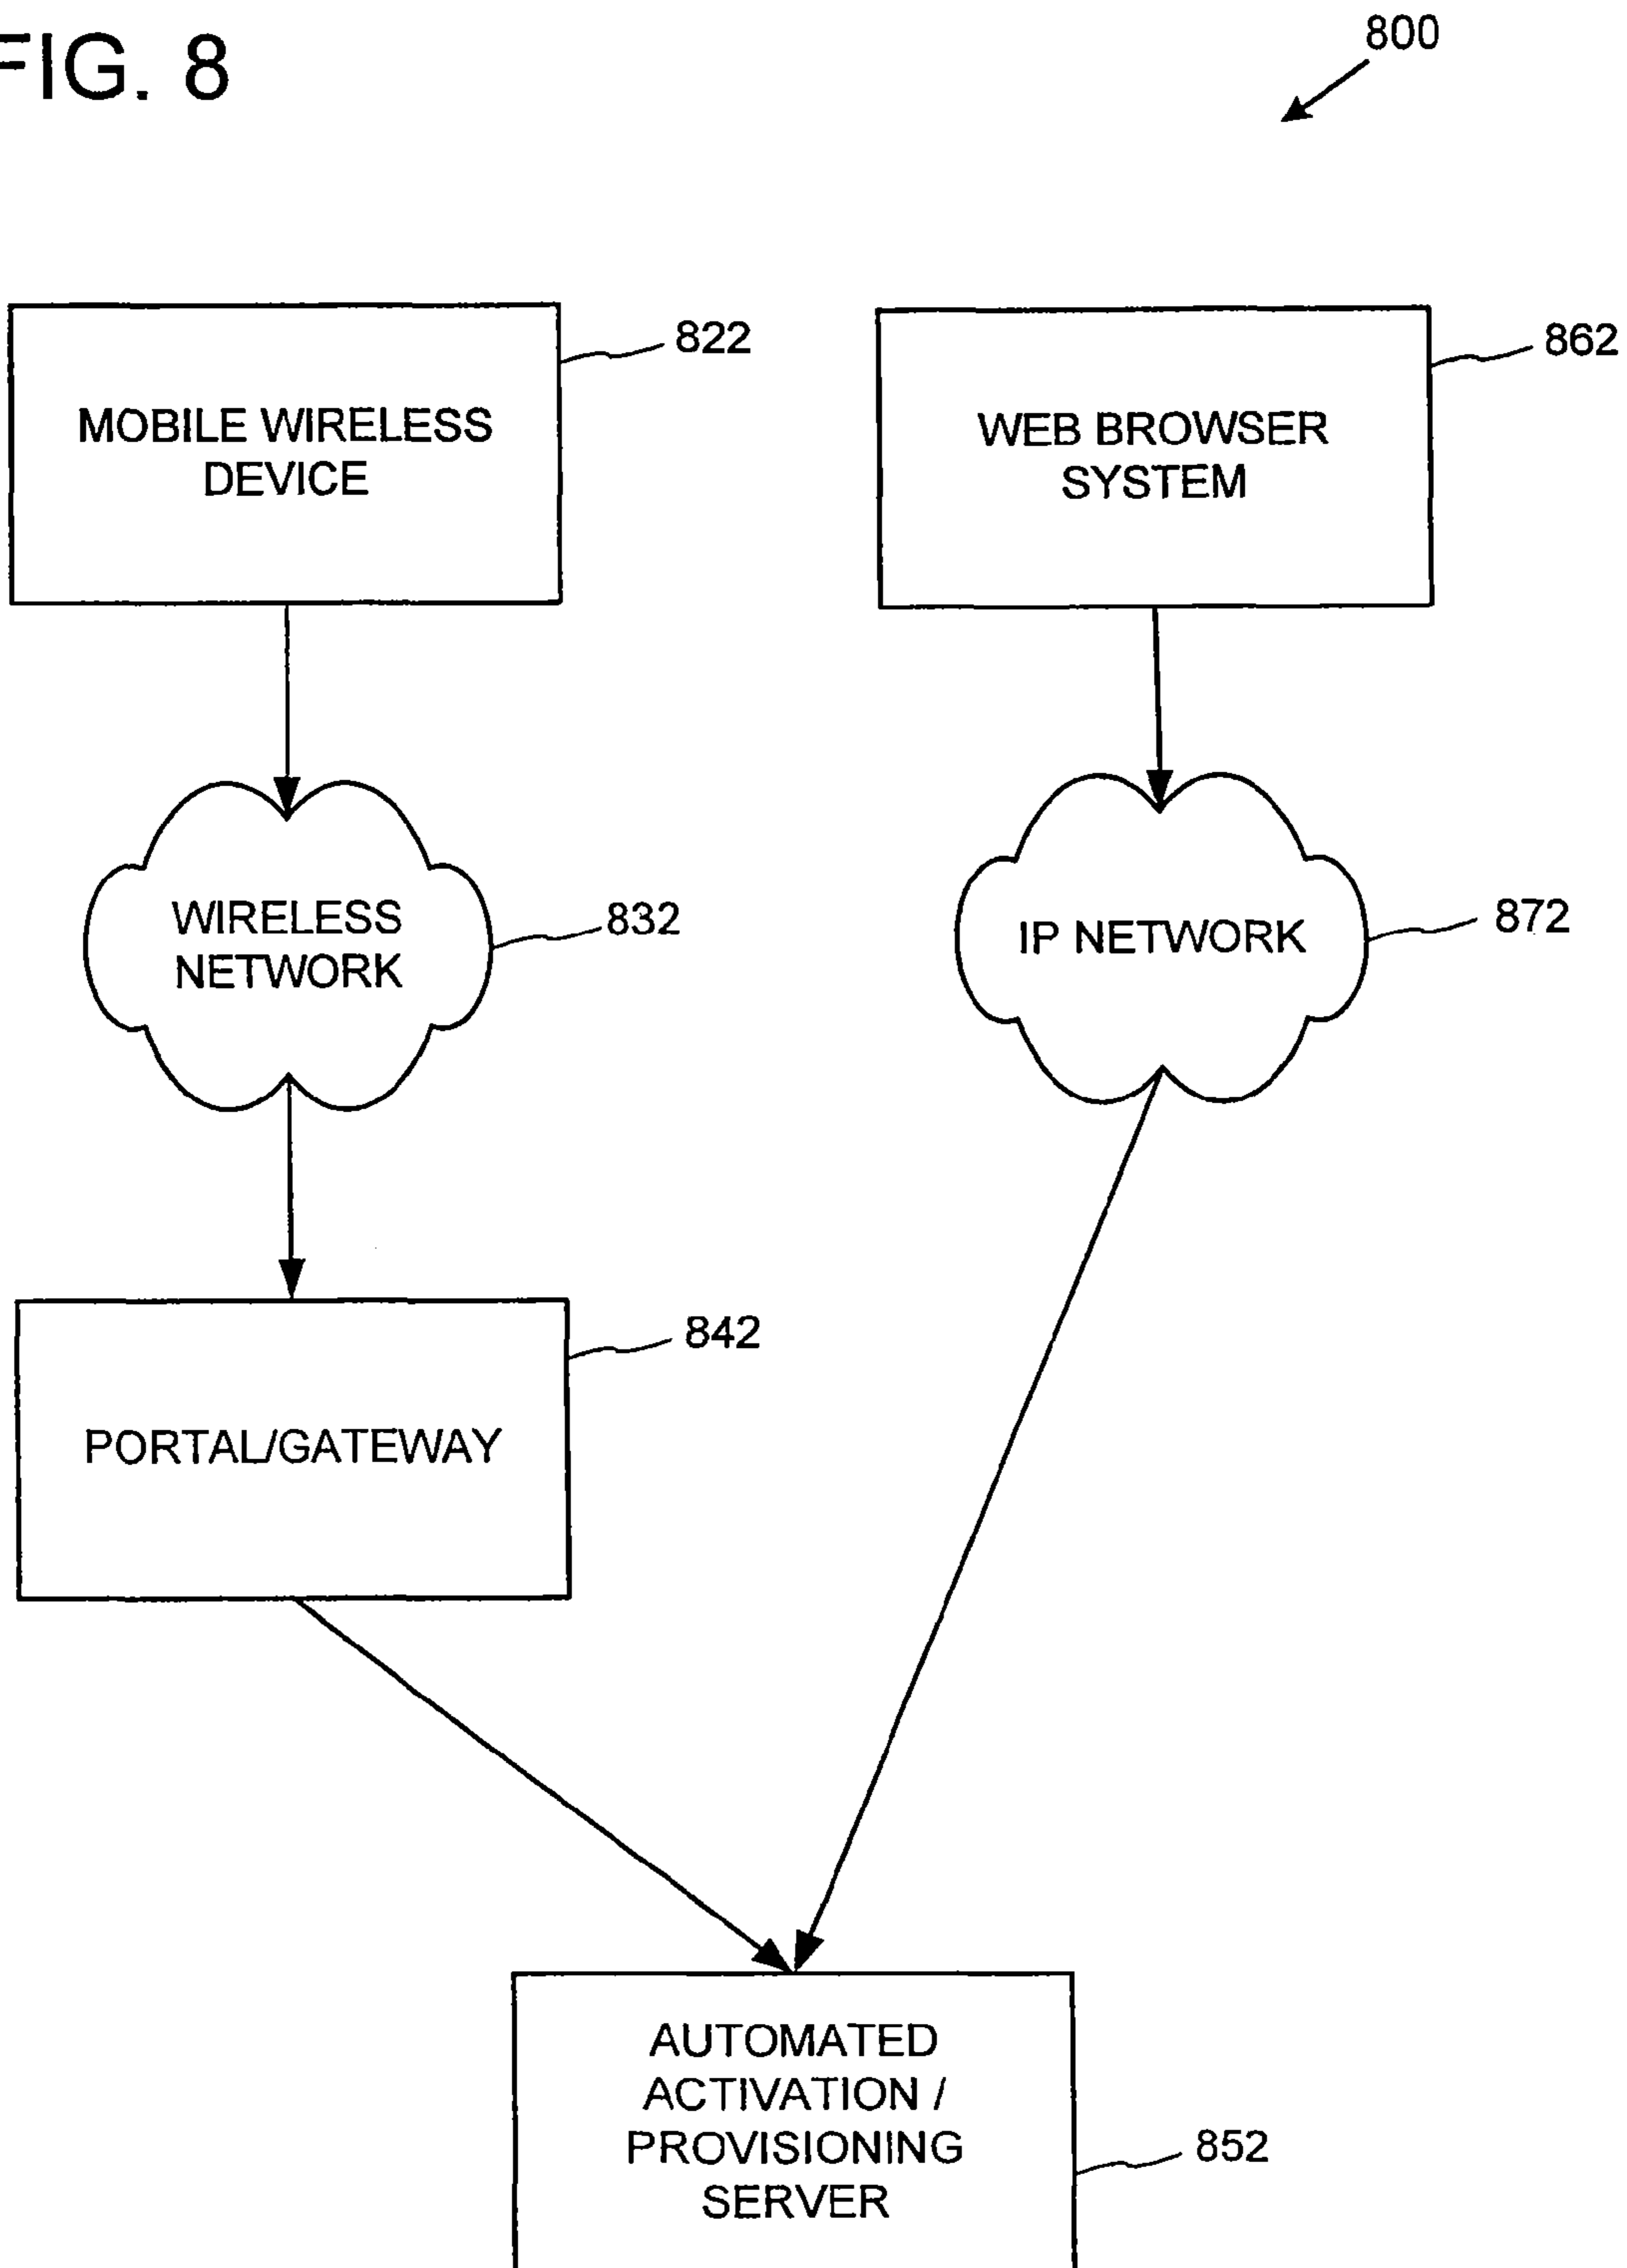 FIG. 8
800
MOBILE WIRELESS
DEVICE
822
WEB BROWSER
SYSTEM
862
WIRELESS
NETWORK
832
IP NETWORK
872
PORTAL/GATEWAY
842
AUTOMATED
ACTIVATION /
PROVISIONING
SERVER
852